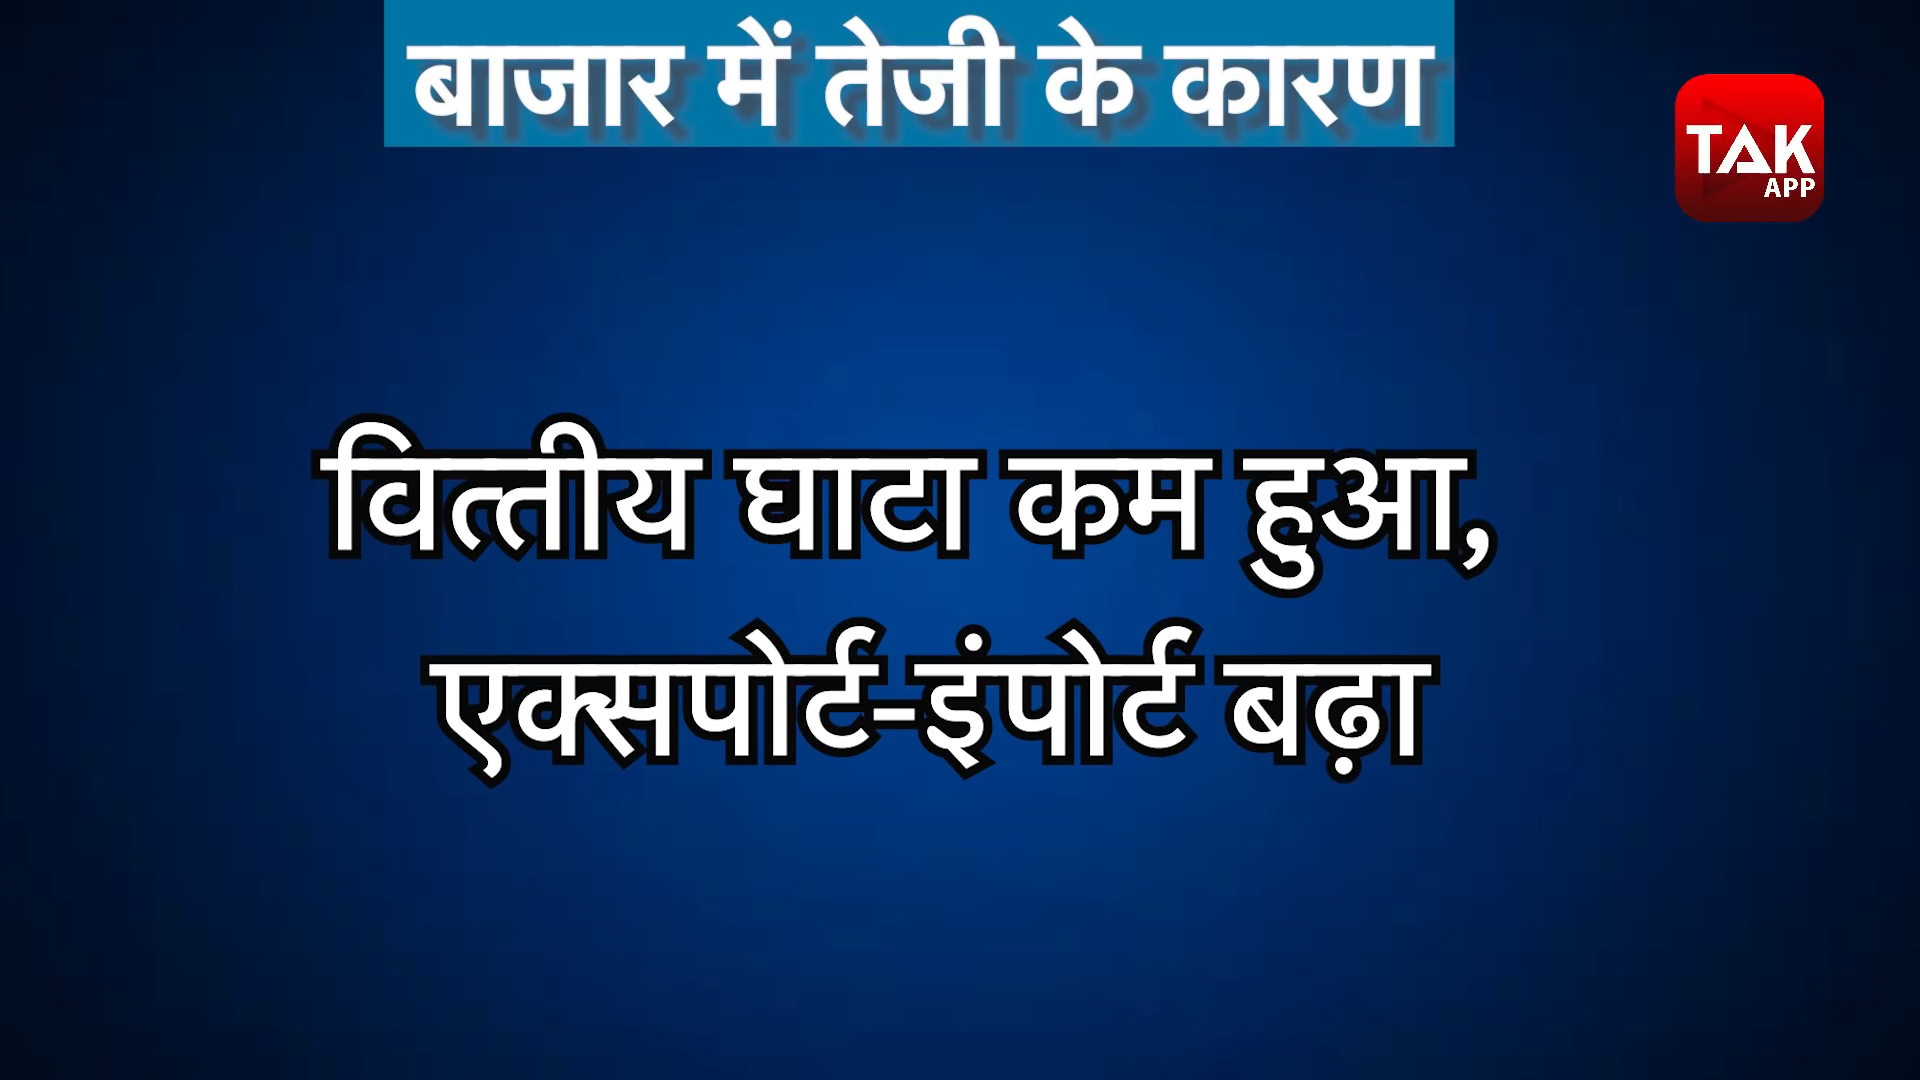 बाजार में तेजी के कारण
TAK
APP
वित्तीय घाटा कम हुआ,
एक्सपोर्ट-इंपोर्ट बढ़ा